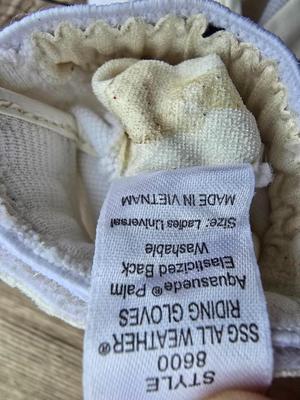 STYLE
8600
SSG ALL WEATHER®
RIDING GLOVES
Aquasuede® Palm
Elasticized Back
Washable
Size: Ladies Universal
MADE IN VIETNAM